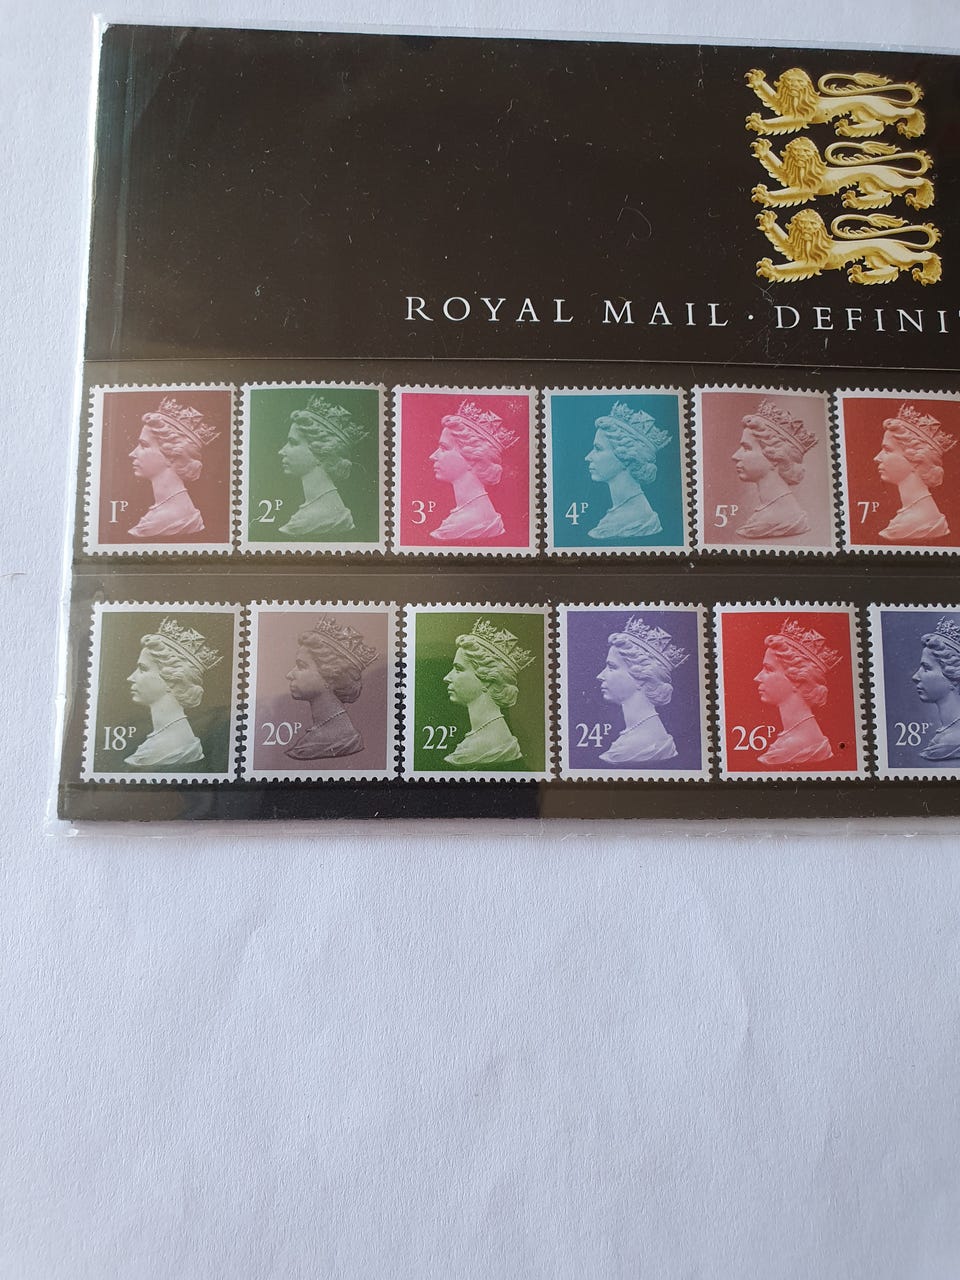 ROYAL MAIL · DEFINI
1P 2P 3P 4P 5P 7P
18P 20P 22P 24P 26P 28P